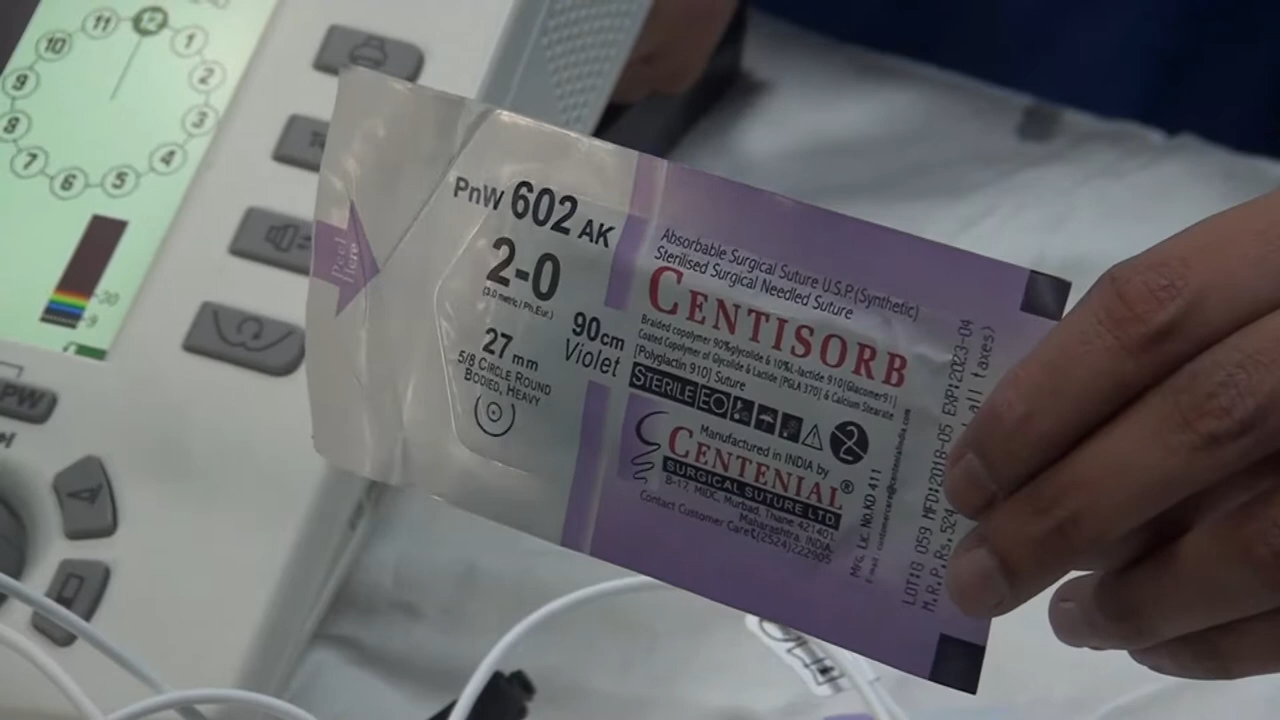 12
11
1
10
2
9
3
8
4
7
5
6
PW
Peel
Here
PnW 602 AK
2-0
(3.0 metric / Ph.Eur.)
27 mm
5/8 CIRCLE ROUND
BODIED, HEAVY
90cm
Violet
Absorbable Surgical Suture U.S.P.(Synthetic)
Sterilised Surgical Needled Suture
CENTISORB
Braided copolymer 90%glycolide & 10%L-lactide 910[Glacomer91]
Coated Copolymer of Glycolide & Lactide [PGLA 370] & Calcium Stearate
[Polyglactin 910] Suture
STERILE EO
2
Manufactured in INDIA by
CENTENIAL®
SURGICAL SUTURE LTD.
B-17, MIDC, Murbad, Thane 421401.
Maharashtra, INDIA.
Contact Customer Care (2524)222905
Mfg. Lic No.KD 411
E-mail : customercare@centenialindia.com
LOT:G 059 MFD:2018-05 EXP:2023-04
M.R.P.Rs.524 all taxes)